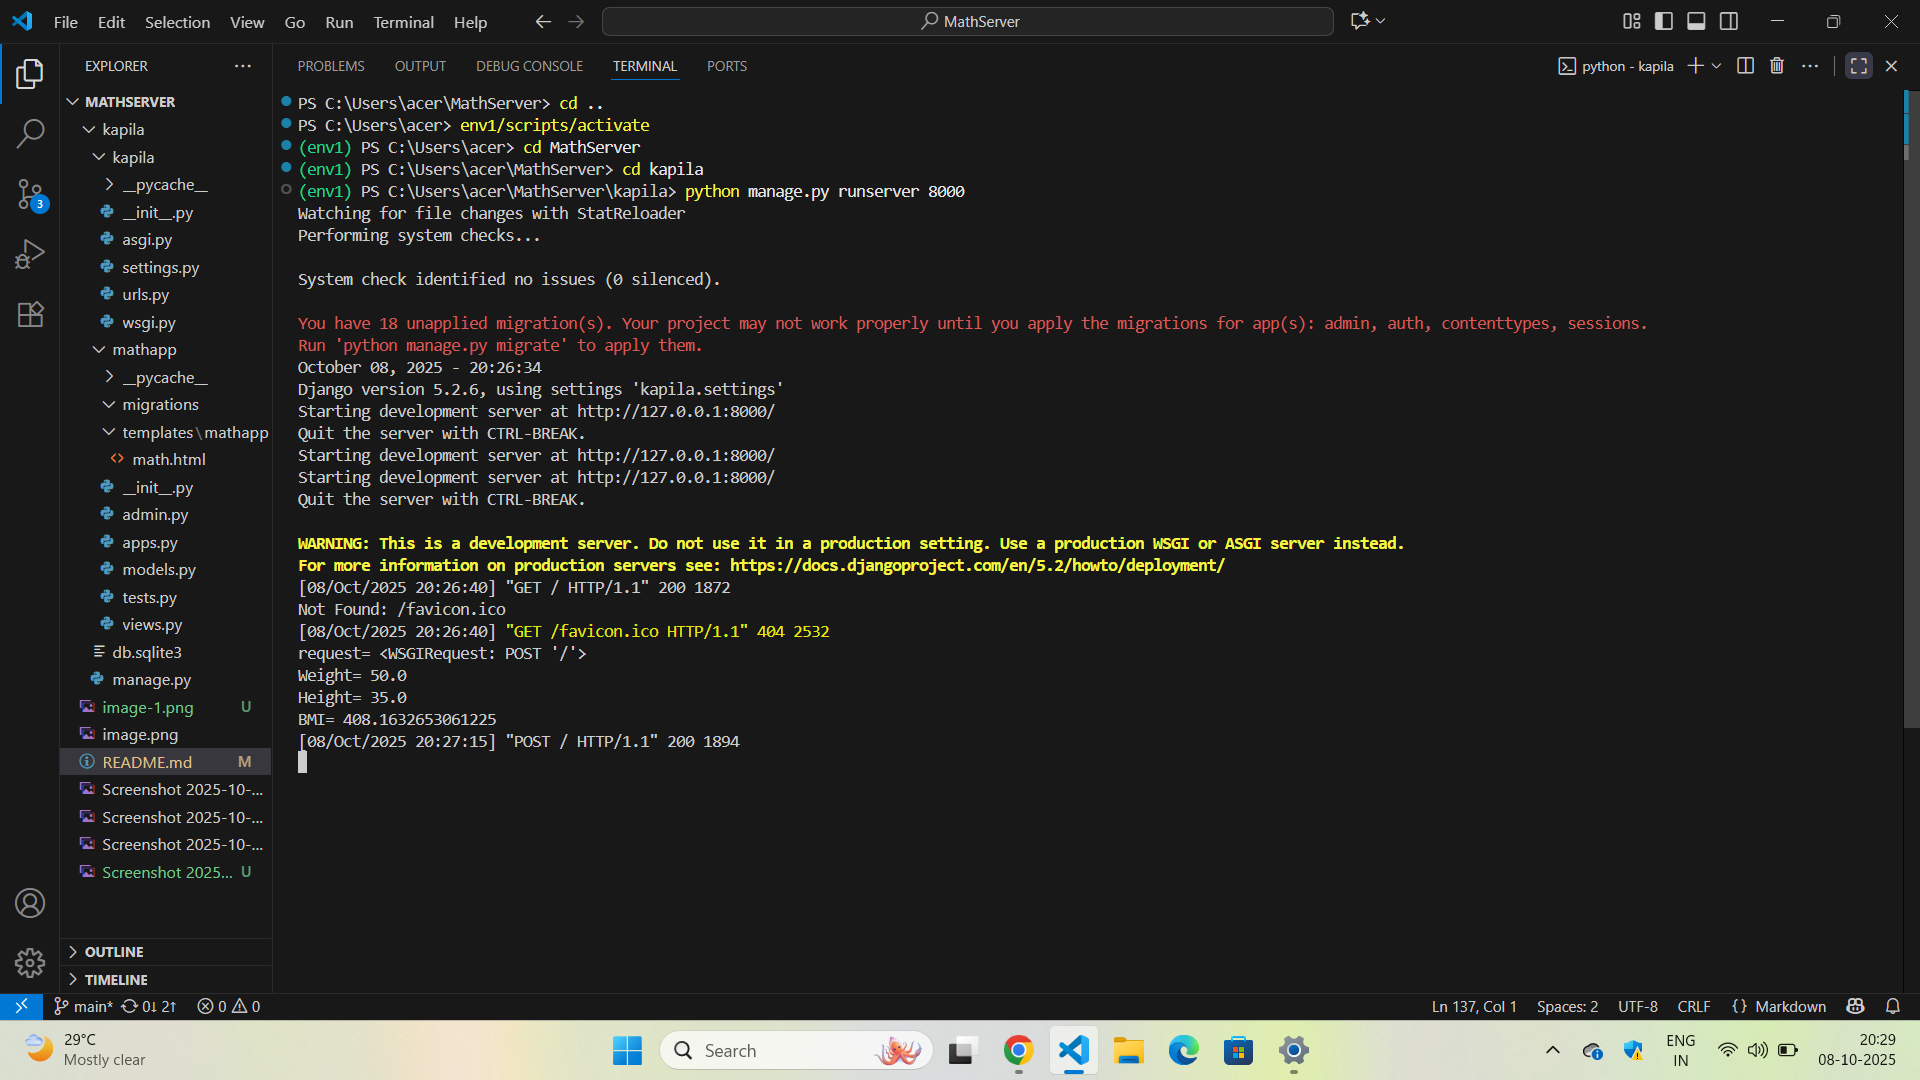 File Edit Selection View Go Run Terminal Help
MathServer
EXPLORER
PROBLEMS OUTPUT DEBUG CONSOLE TERMINAL PORTS
python - kapila
MATHSERVER
kapila
kapila
__pycache__
__init__.py
asgi.py
settings.py
urls.py
wsgi.py
mathapp
__pycache__
migrations
templates\mathapp
math.html
__init__.py
admin.py
apps.py
models.py
tests.py
views.py
db.sqlite3
manage.py
image-1.png U
image.png
README.md M
Screenshot 2025-10-...
Screenshot 2025-10-...
Screenshot 2025-10-...
Screenshot 2025... U
OUTLINE
TIMELINE
3
PS C:\Users\acer\MathServer> cd ..
PS C:\Users\acer> env1/scripts/activate
(env1) PS C:\Users\acer> cd MathServer
(env1) PS C:\Users\acer\MathServer> cd kapila
(env1) PS C:\Users\acer\MathServer\kapila> python manage.py runserver 8000
Watching for file changes with StatReloader
Performing system checks...
System check identified no issues (0 silenced).
You have 18 unapplied migration(s). Your project may not work properly until you apply the migrations for app(s): admin, auth, contenttypes, sessions.
Run 'python manage.py migrate' to apply them.
October 08, 2025 - 20:26:34
Django version 5.2.6, using settings 'kapila.settings'
Starting development server at http://127.0.0.1:8000/
Quit the server with CTRL-BREAK.
Starting development server at http://127.0.0.1:8000/
Starting development server at http://127.0.0.1:8000/
Quit the server with CTRL-BREAK.
WARNING: This is a development server. Do not use it in a production setting. Use a production WSGI or ASGI server instead.
For more information on production servers see: https://docs.djangoproject.com/en/5.2/howto/deployment/
[08/Oct/2025 20:26:40] "GET / HTTP/1.1" 200 1872
Not Found: /favicon.ico
[08/Oct/2025 20:26:40] "GET /favicon.ico HTTP/1.1" 404 2532
request= <WSGIRequest: POST '/'>
Weight= 50.0
Height= 35.0
BMI= 408.1632653061225
[08/Oct/2025 20:27:15] "POST / HTTP/1.1" 200 1894
main* 0↓ 2↑ 0 0
Ln 137, Col 1 Spaces: 2 UTF-8 CRLF {} Markdown
29°C
Mostly clear
Search
ENG
IN
20:29
08-10-2025